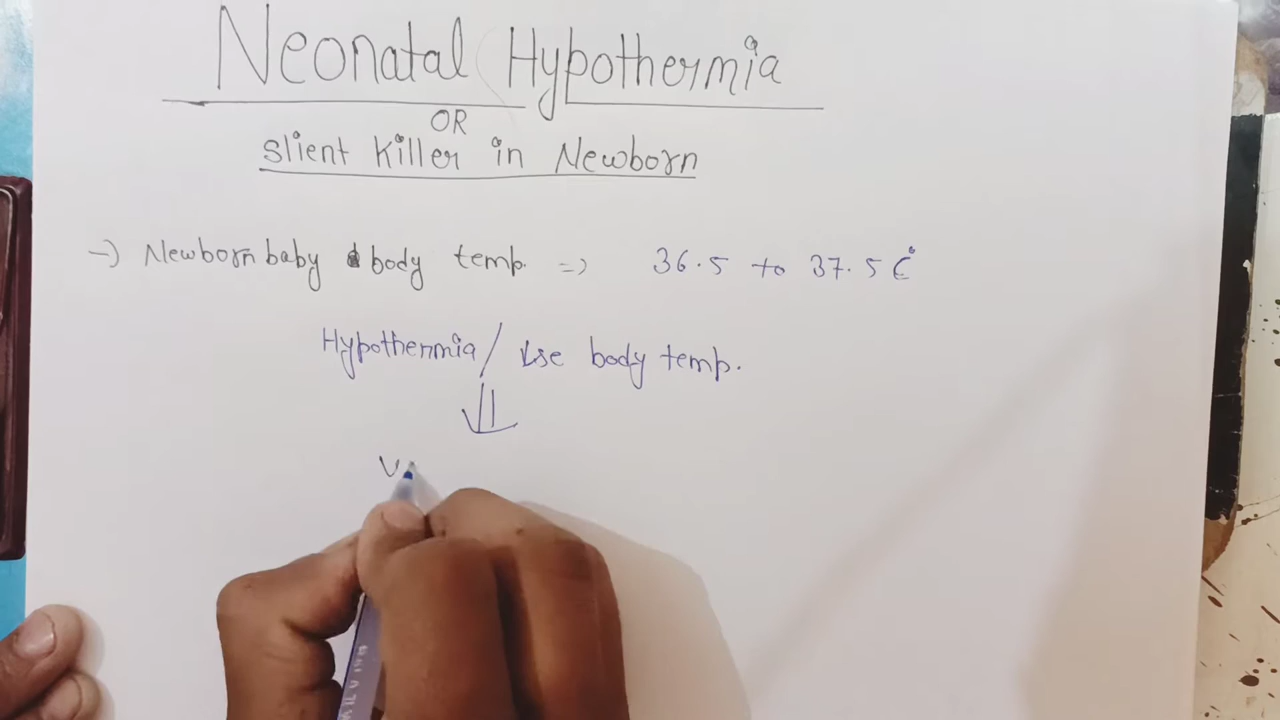 Neonatal Hypothermia
OR
slient killer in Newborn
→ Newborn baby body temp. => 36.5 to 37.5 C°
Hypothermia / ↓se body temp.